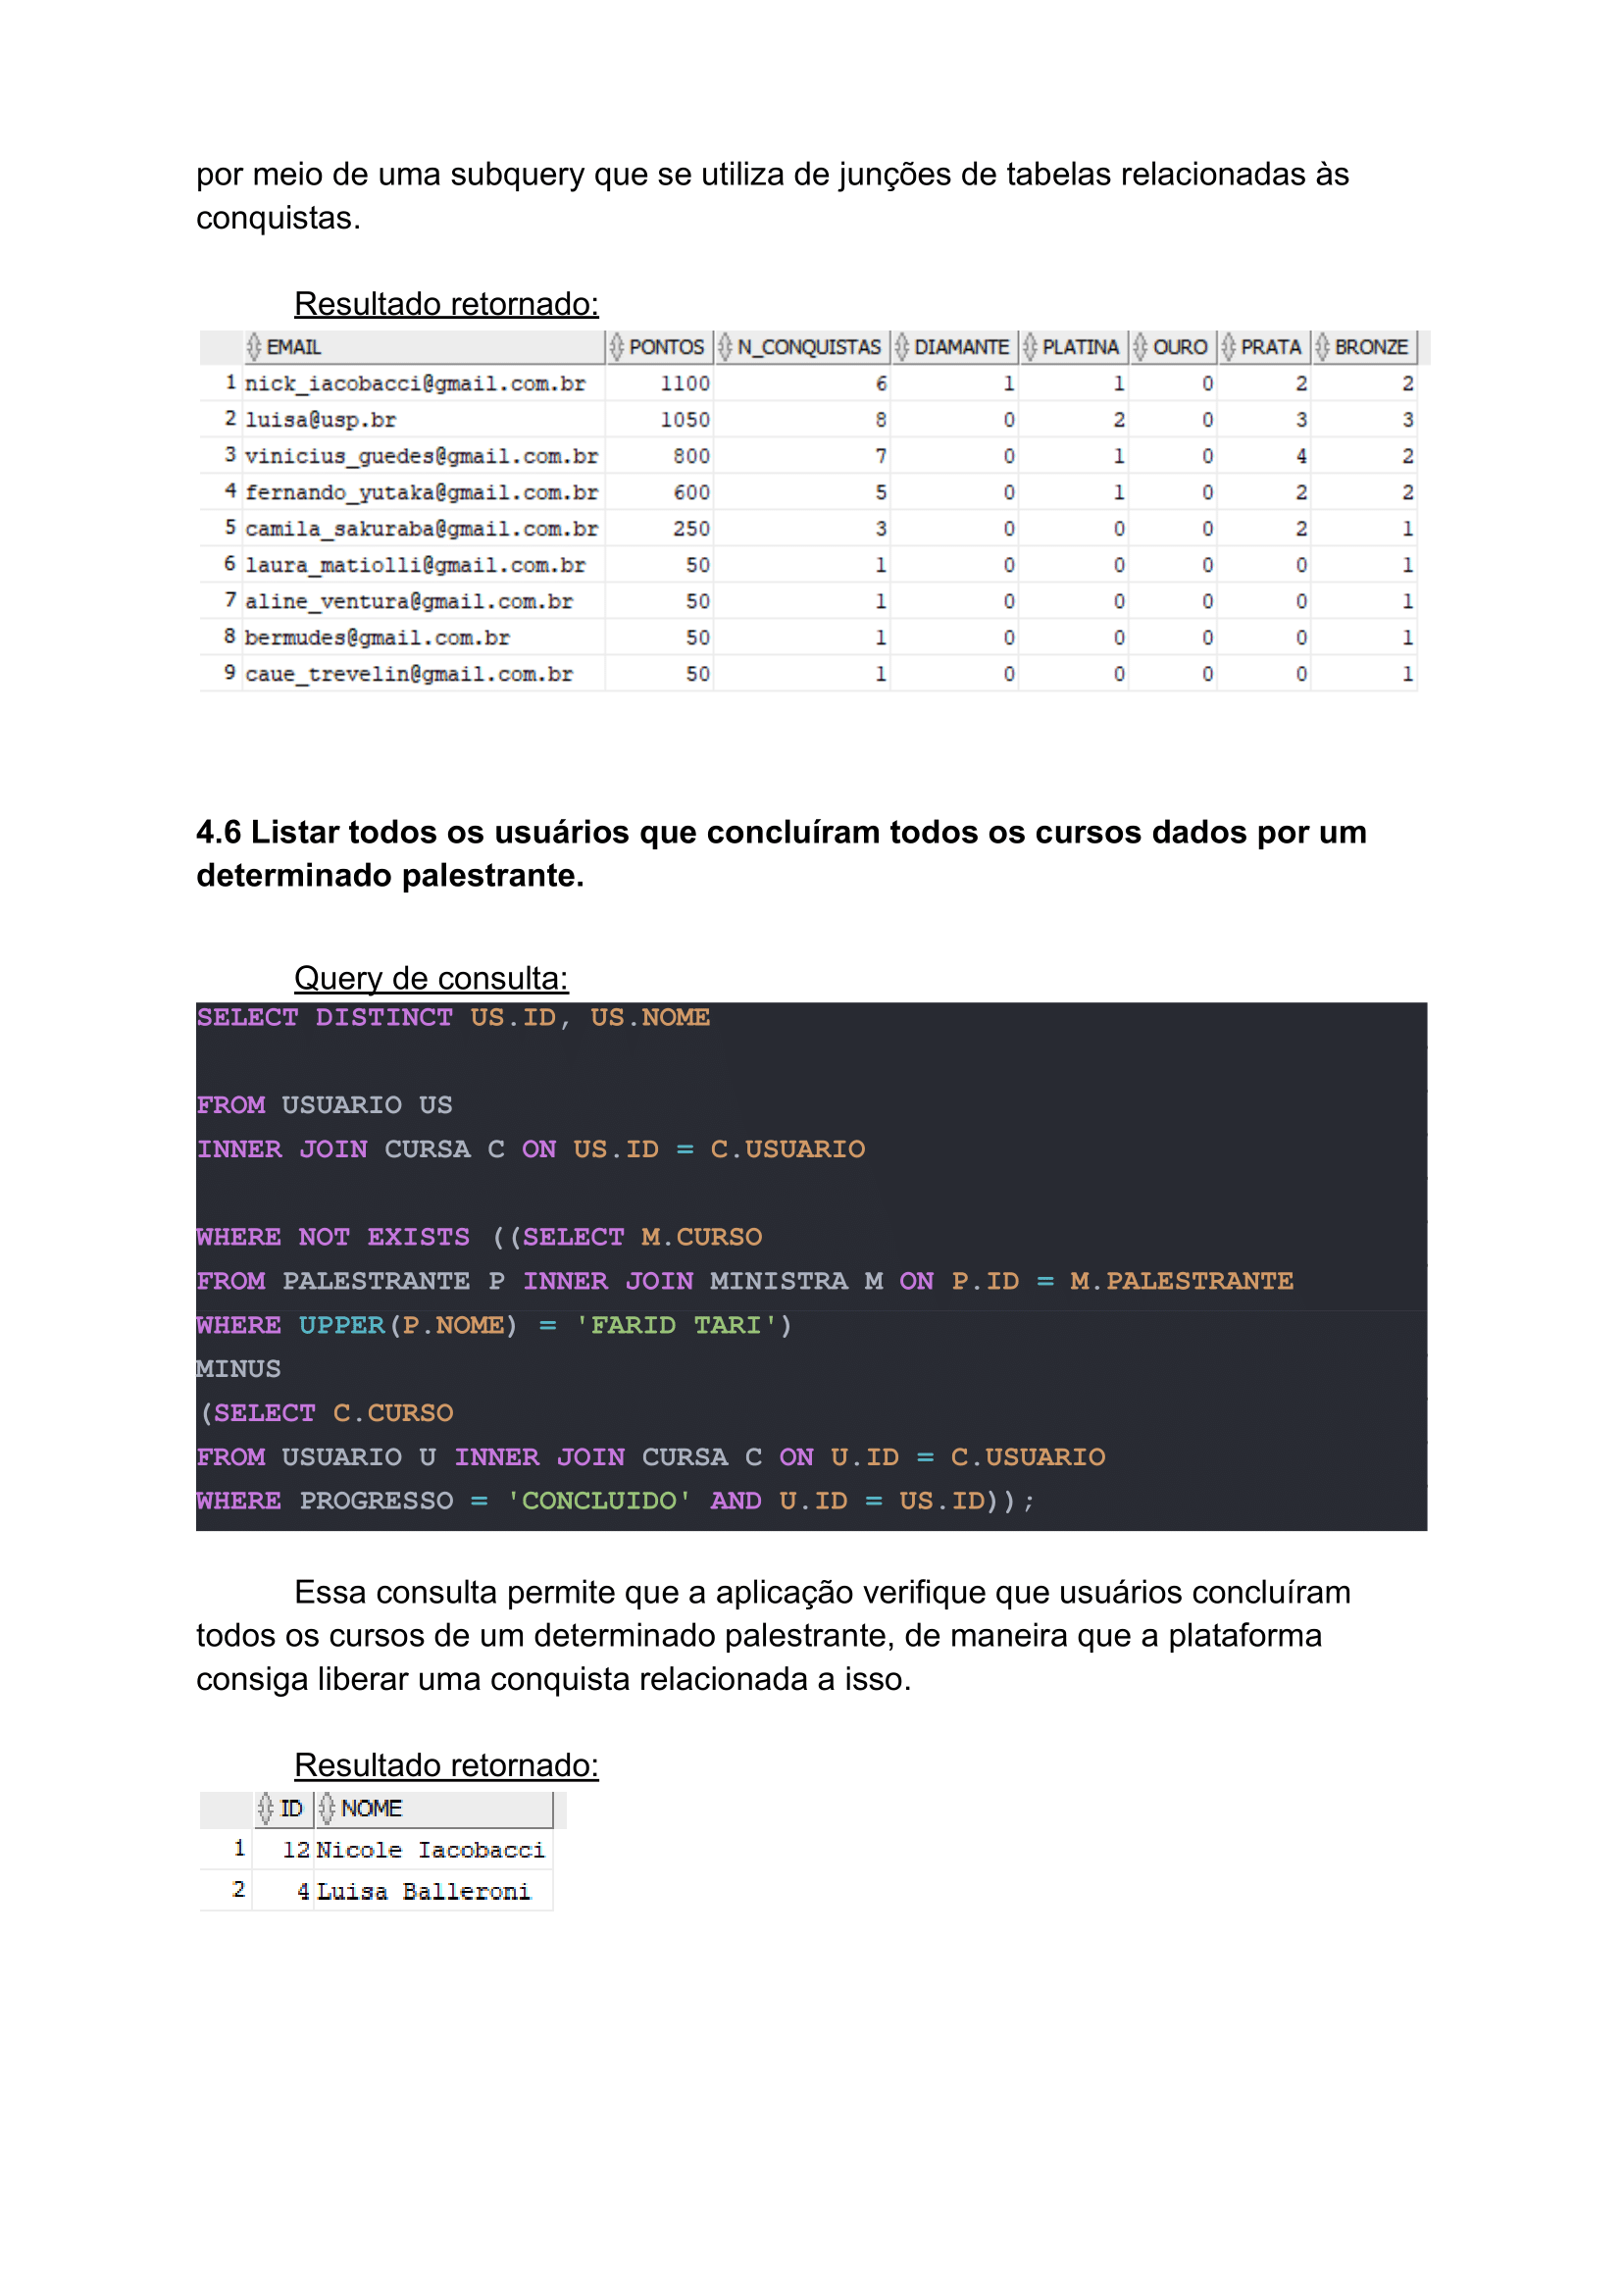 por meio de uma subquery que se utiliza de junções de tabelas relacionadas às
conquistas.
Resultado retornado:
EMAIL PONTOS N_CONQUISTAS DIAMANTE PLATINA OURO PRATA BRONZE
1 nick_iacobacci@gmail.com.br 1100 6 1 1 0 2 2
2 luisa@usp.br 1050 8 0 2 0 3 3
3 vinicius_guedes@gmail.com.br 800 7 0 1 0 4 2
4 fernando_yutaka@gmail.com.br 600 5 0 1 0 2 2
5 camila_sakuraba@gmail.com.br 250 3 0 0 0 2 1
6 laura_matiolli@gmail.com.br 50 1 0 0 0 0 1
7 aline_ventura@gmail.com.br 50 1 0 0 0 0 1
8 bermudes@gmail.com.br 50 1 0 0 0 0 1
9 caue_trevelin@gmail.com.br 50 1 0 0 0 0 1
4.6 Listar todos os usuários que concluíram todos os cursos dados por um
determinado palestrante.
Query de consulta:
SELECT DISTINCT US.ID, US.NOME
FROM USUARIO US
INNER JOIN CURSA C ON US.ID = C.USUARIO
WHERE NOT EXISTS ((SELECT M.CURSO
FROM PALESTRANTE P INNER JOIN MINISTRA M ON P.ID = M.PALESTRANTE
WHERE UPPER(P.NOME) = 'FARID TARI')
MINUS
(SELECT C.CURSO
FROM USUARIO U INNER JOIN CURSA C ON U.ID = C.USUARIO
WHERE PROGRESSO = 'CONCLUIDO' AND U.ID = US.ID));
Essa consulta permite que a aplicação verifique que usuários concluíram
todos os cursos de um determinado palestrante, de maneira que a plataforma
consiga liberar uma conquista relacionada a isso.
Resultado retornado:
ID NOME
1 12 Nicole Iacobacci
2 4 Luisa Balleroni